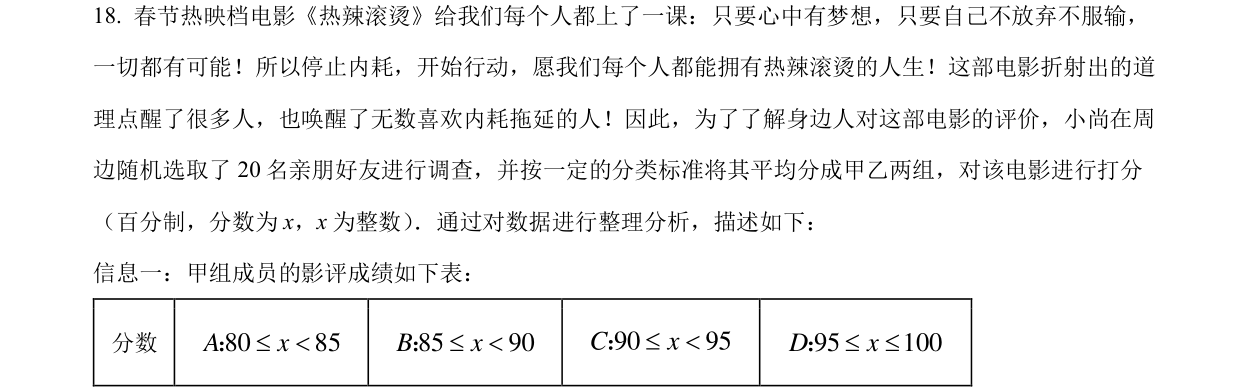 18. 春节热映档电影《热辣滚烫》给我们每个人都上了一课：只要心中有梦想，只要自己不放弃不服输，
一切都有可能！所以停止内耗，开始行动，愿我们每个人都能拥有热辣滚烫的人生！这部电影折射出的道
理点醒了很多人，也唤醒了无数喜欢内耗拖延的人！因此，为了了解身边人对这部电影的评价，小尚在周
边随机选取了 20 名亲朋好友进行调查，并按一定的分类标准将其平均分成甲乙两组，对该电影进行打分
（百分制，分数为 x，x 为整数）．通过对数据进行整理分析，描述如下：
信息一：甲组成员的影评成绩如下表：
分数 A:80 ≤ x < 85 B:85 ≤ x < 90 C:90 ≤ x < 95 D:95 ≤ x ≤ 100